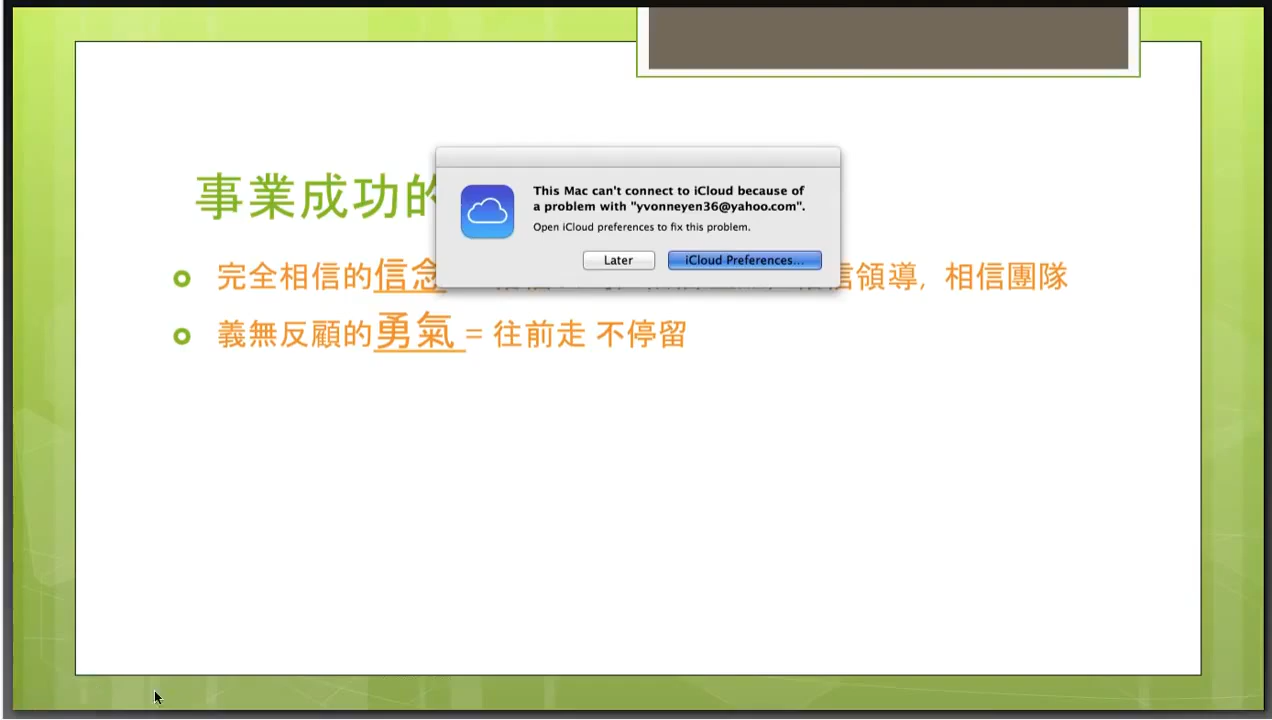 事業成功的
This Mac can't connect to iCloud because of
a problem with "yvonneyen36@yahoo.com".
Open iCloud preferences to fix this problem.
Later iCloud Preferences...
完全相信的信念 信領導, 相信團隊
義無反顧的勇氣 = 往前走 不停留